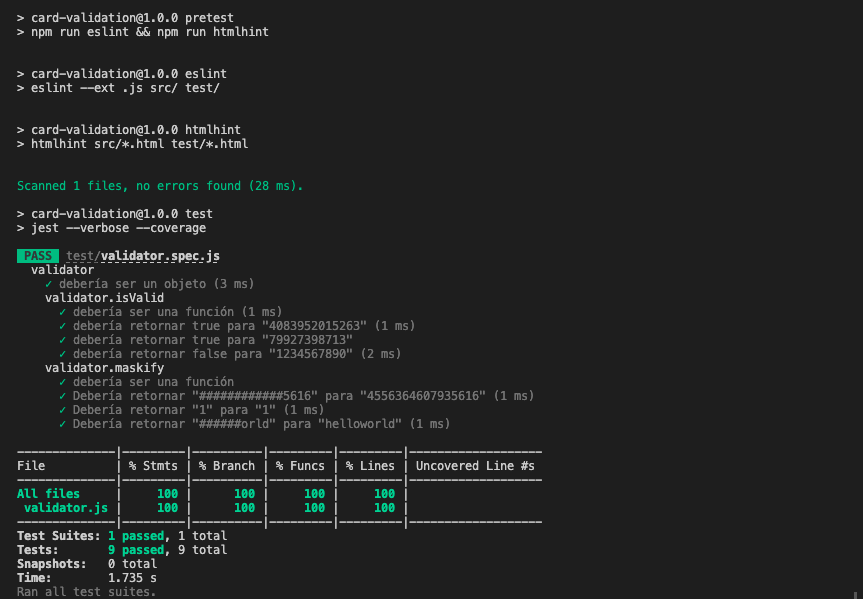 > card-validation@1.0.0 pretest
> npm run eslint && npm run htmlhint
> card-validation@1.0.0 eslint
> eslint --ext .js src/ test/
> card-validation@1.0.0 htmlhint
> htmlhint src/*.html test/*.html
Scanned 1 files, no errors found (28 ms).
> card-validation@1.0.0 test
> jest --verbose --coverage
PASS test/validator.spec.js
validator
✓ debería ser un objeto (3 ms)
validator.isValid
✓ debería ser una función (1 ms)
✓ debería retornar true para "4083952015263" (1 ms)
✓ debería retornar true para "79927398713"
✓ debería retornar false para "1234567890" (2 ms)
validator.maskify
✓ debería ser una función
✓ Debería retornar "############5616" para "4556364607935616" (1 ms)
✓ Debería retornar "1" para "1" (1 ms)
✓ Debería retornar "######orld" para "helloworld" (1 ms)
--------------|---------|----------|---------|---------|-------------------
File | % Stmts | % Branch | % Funcs | % Lines | Uncovered Line #s
--------------|---------|----------|---------|---------|-------------------
All files | 100 | 100 | 100 | 100 |
validator.js | 100 | 100 | 100 | 100 |
--------------|---------|----------|---------|---------|-------------------
Test Suites: 1 passed, 1 total
Tests: 9 passed, 9 total
Snapshots: 0 total
Time: 1.735 s
Ran all test suites.